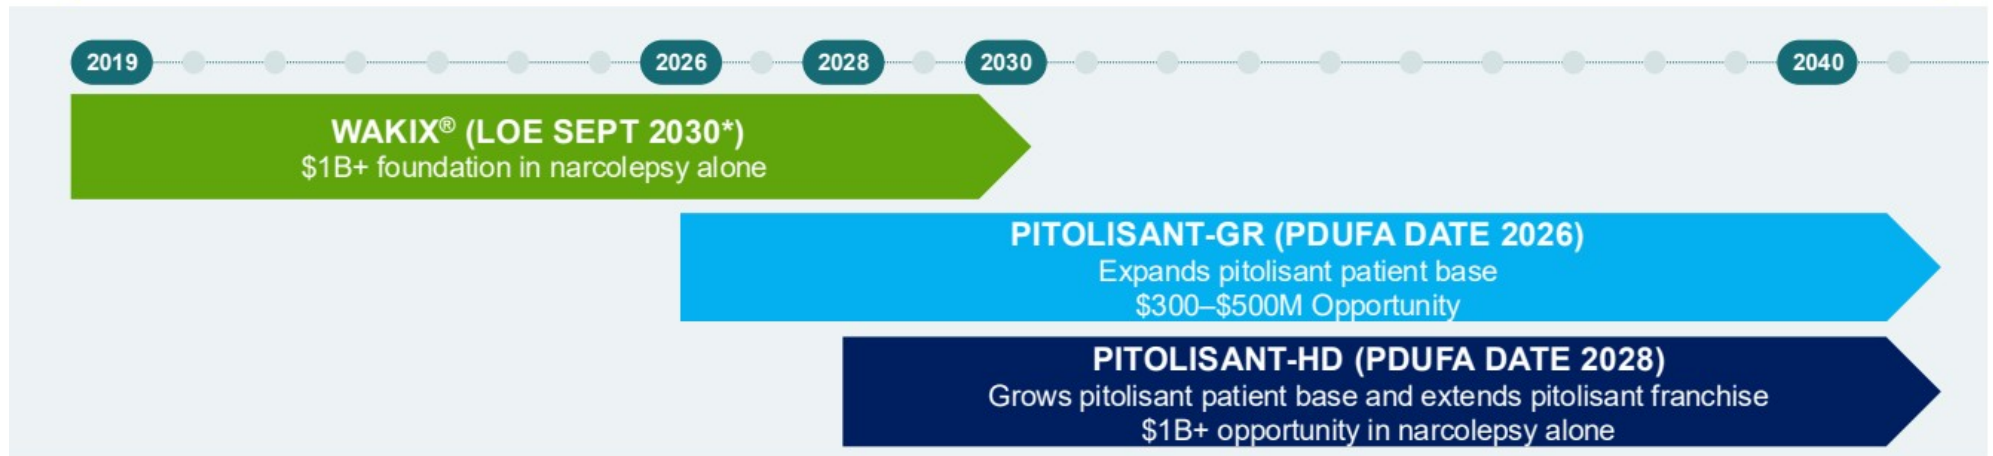 2019 2026 2028 2030 2040
WAKIX® (LOE SEPT 2030*)
$1B+ foundation in narcolepsy alone
PITOLISANT-GR (PDUFA DATE 2026)
Expands pitolisant patient base
$300–$500M Opportunity
PITOLISANT-HD (PDUFA DATE 2028)
Grows pitolisant patient base and extends pitolisant franchise
$1B+ opportunity in narcolepsy alone